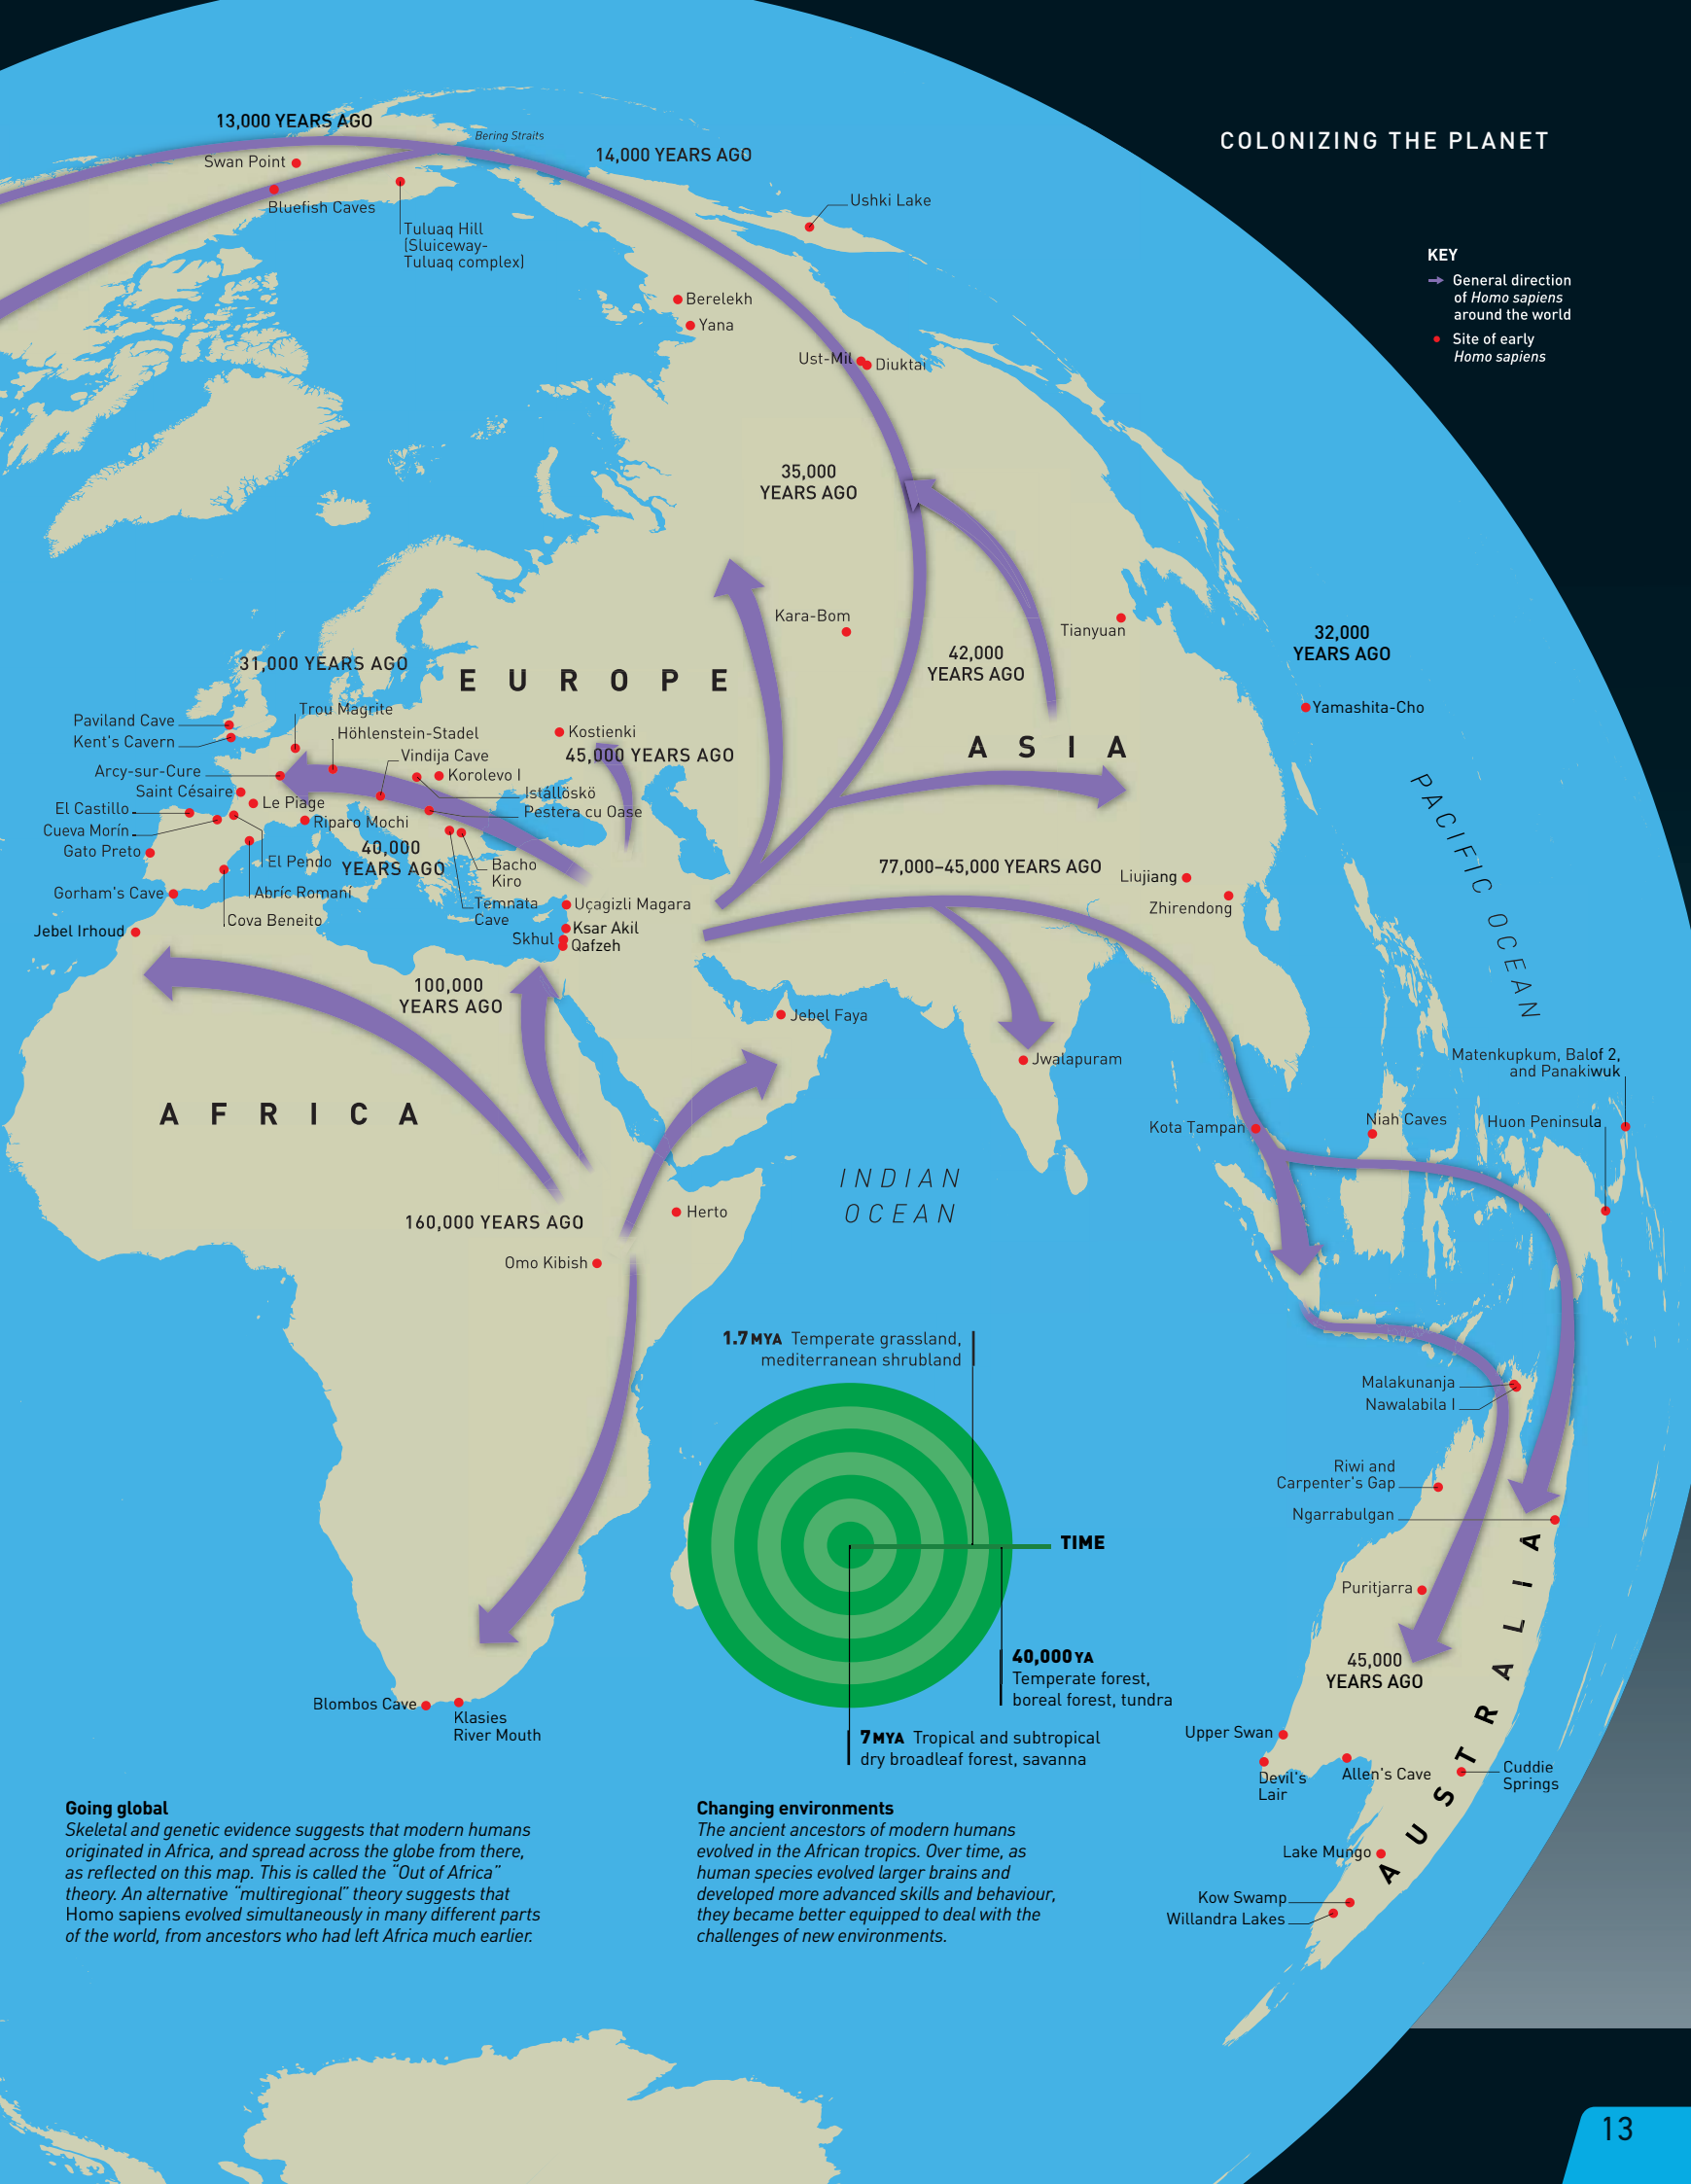 COLONIZING THE PLANET
KEY
General direction
of Homo sapiens
around the world
Site of early
Homo sapiens
13,000 YEARS AGO
Bering Straits
14,000 YEARS AGO
Swan Point
Bluefish Caves
Tuluaq Hill
(Sluiceway-
Tuluaq complex)
Ushki Lake
Berelekh
Yana
Ust-Mil
Diuktai
35,000
YEARS AGO
Kara-Bom
Tianyuan
42,000
YEARS AGO
32,000
YEARS AGO
Yamashita-Cho
31,000 YEARS AGO
EUROPE
ASIA
PACIFIC OCEAN
Paviland Cave
Kent's Cavern
Trou Magrite
Höhlenstein-Stadel
Vindija Cave
Kostienki
45,000 YEARS AGO
Arcy-sur-Cure
Korolevo I
Saint Césaire
Istállöskö
El Castillo
Le Piage
Pestera cu Oase
Cueva Morín
Riparo Mochi
Gato Preto
El Pendo
40,000
YEARS AGO
Bacho
Kiro
Gorham's Cave
Abríc Romaní
Temnata
Cave
Cova Beneito
Uçagizli Magara
Jebel Irhoud
Ksar Akil
Skhul
Qafzeh
77,000–45,000 YEARS AGO
Liujiang
Zhirendong
100,000
YEARS AGO
Jebel Faya
Jwalapuram
AFRICA
Matenkupkum, Balof 2,
and Panakiwuk
Kota Tampan
Niah Caves
Huon Peninsula
INDIAN
OCEAN
160,000 YEARS AGO
Herto
Omo Kibish
1.7 MYA Temperate grassland,
mediterranean shrubland
TIME
40,000 YA
Temperate forest,
boreal forest, tundra
7 MYA Tropical and subtropical
dry broadleaf forest, savanna
Malakunanja
Nawalabila I
Riwi and
Carpenter's Gap
Ngarrabulgan
Puritjarra
45,000
YEARS AGO
AUSTRALIA
Blombos Cave
Klasies
River Mouth
Upper Swan
Devil's
Lair
Allen's Cave
Cuddie
Springs
Lake Mungo
Kow Swamp
Willandra Lakes
Going global
Skeletal and genetic evidence suggests that modern humans
originated in Africa, and spread across the globe from there,
as reflected on this map. This is called the “Out of Africa”
theory. An alternative “multiregional” theory suggests that
Homo sapiens evolved simultaneously in many different parts
of the world, from ancestors who had left Africa much earlier.
Changing environments
The ancient ancestors of modern humans
evolved in the African tropics. Over time, as
human species evolved larger brains and
developed more advanced skills and behaviour,
they became better equipped to deal with the
challenges of new environments.
13